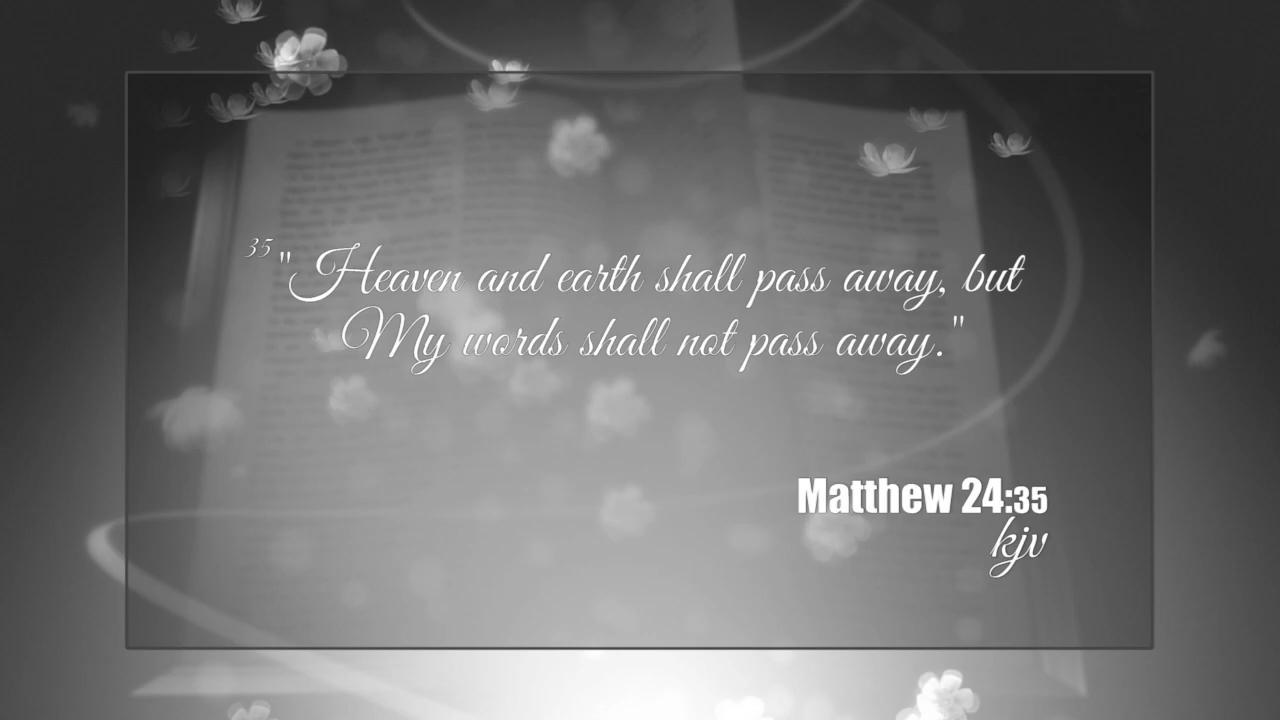 35 "Heaven and earth shall pass away, but
My words shall not pass away."
Matthew 24:35
kjv